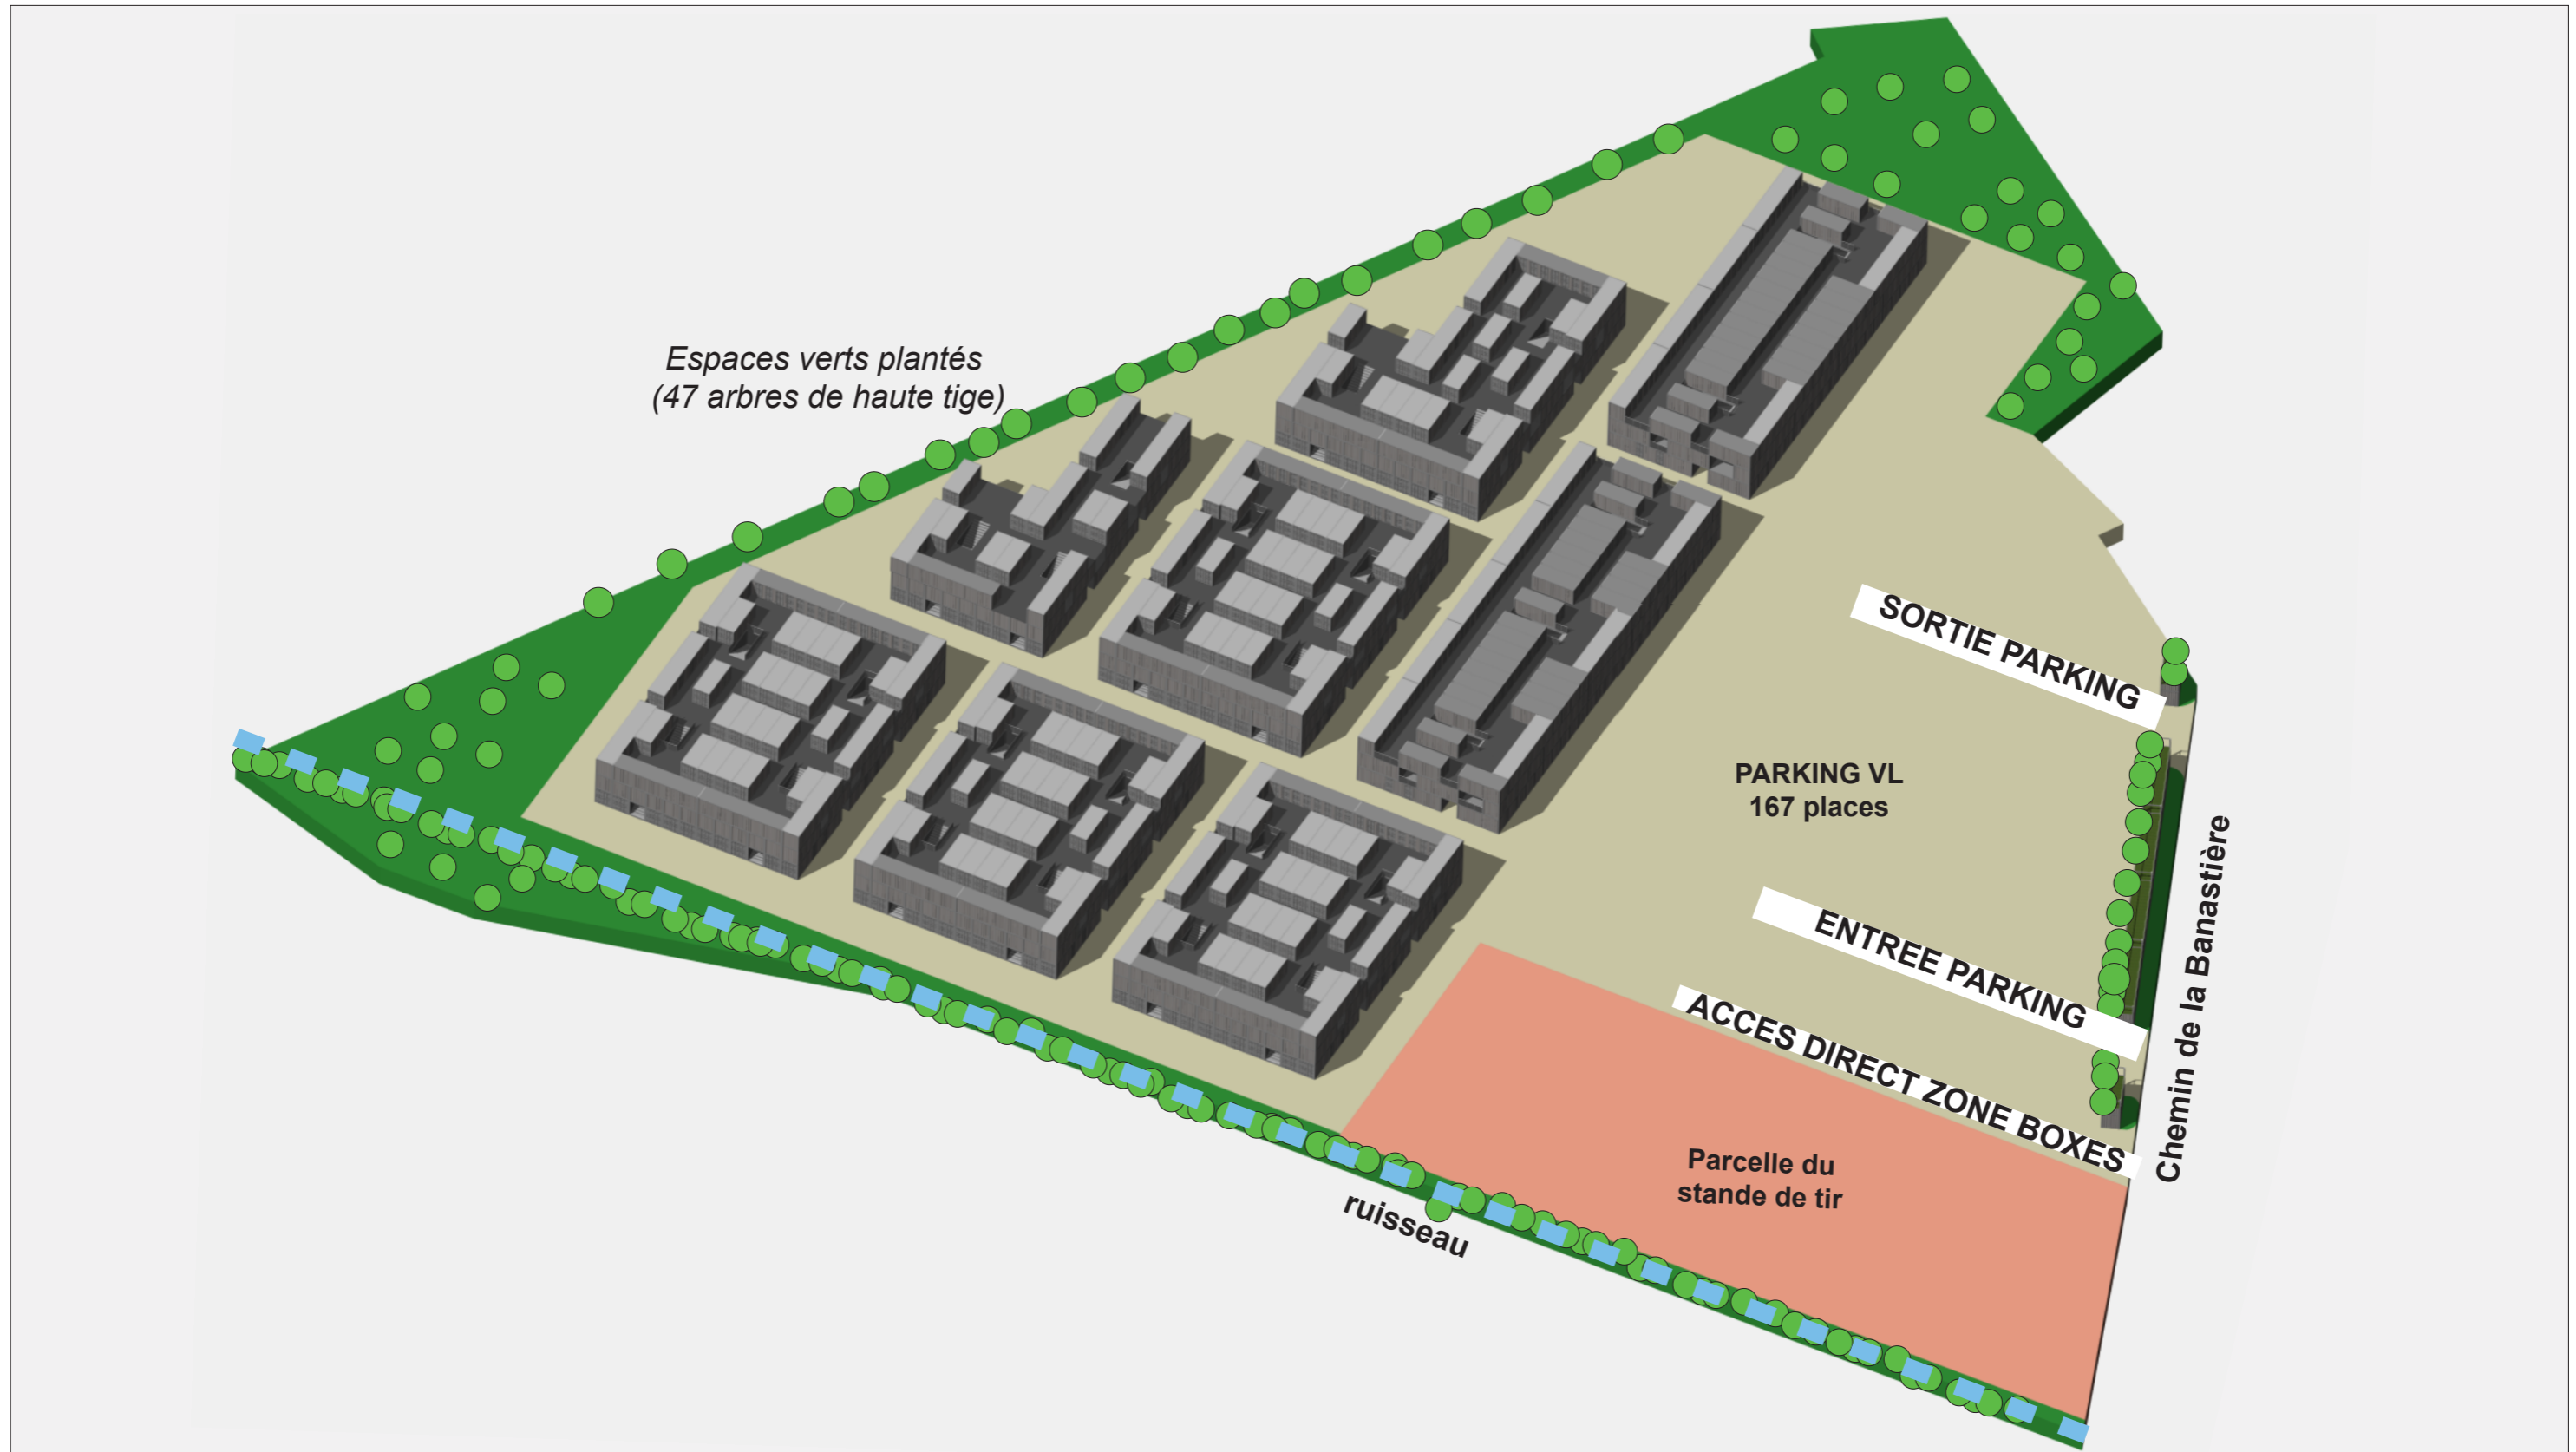 Espaces verts plantés
(47 arbres de haute tige)
SORTIE PARKING
PARKING VL
167 places
ENTREE PARKING
ACCES DIRECT ZONE BOXES
Chemin de la Banastière
Parcelle du
stande de tir
ruisseau